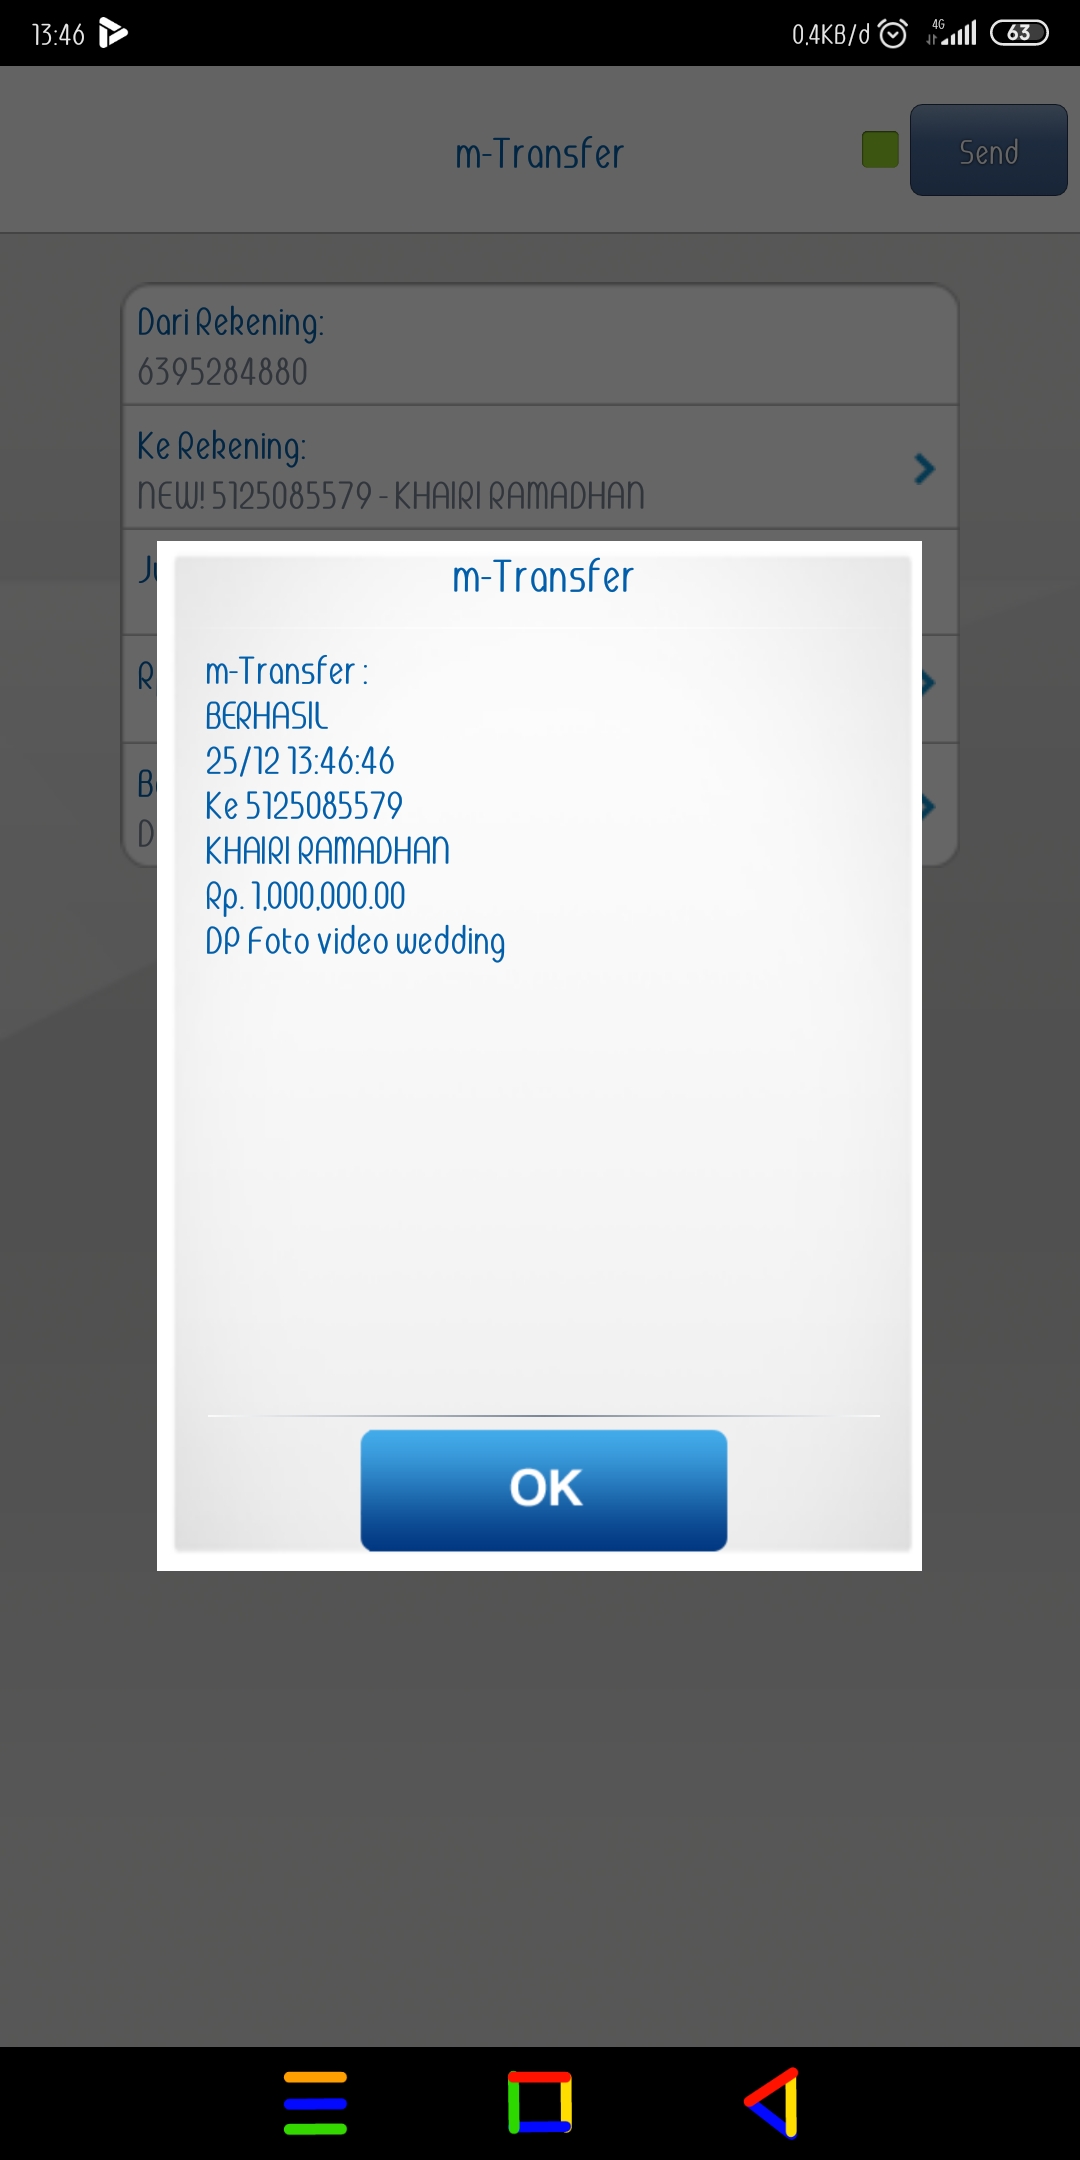 13:46
0,4KB/d
4G
63
m-Transfer
Send
Dari Rekening:
6395284880
Ke Rekening:
NEW! 5125085579 - KHAIRI RAMADHAN
m-Transfer
m-Transfer :
BERHASIL
25/12 13:46:46
Ke 5125085579
KHAIRI RAMADHAN
Rp. 1,000,000.00
DP Foto video wedding
OK